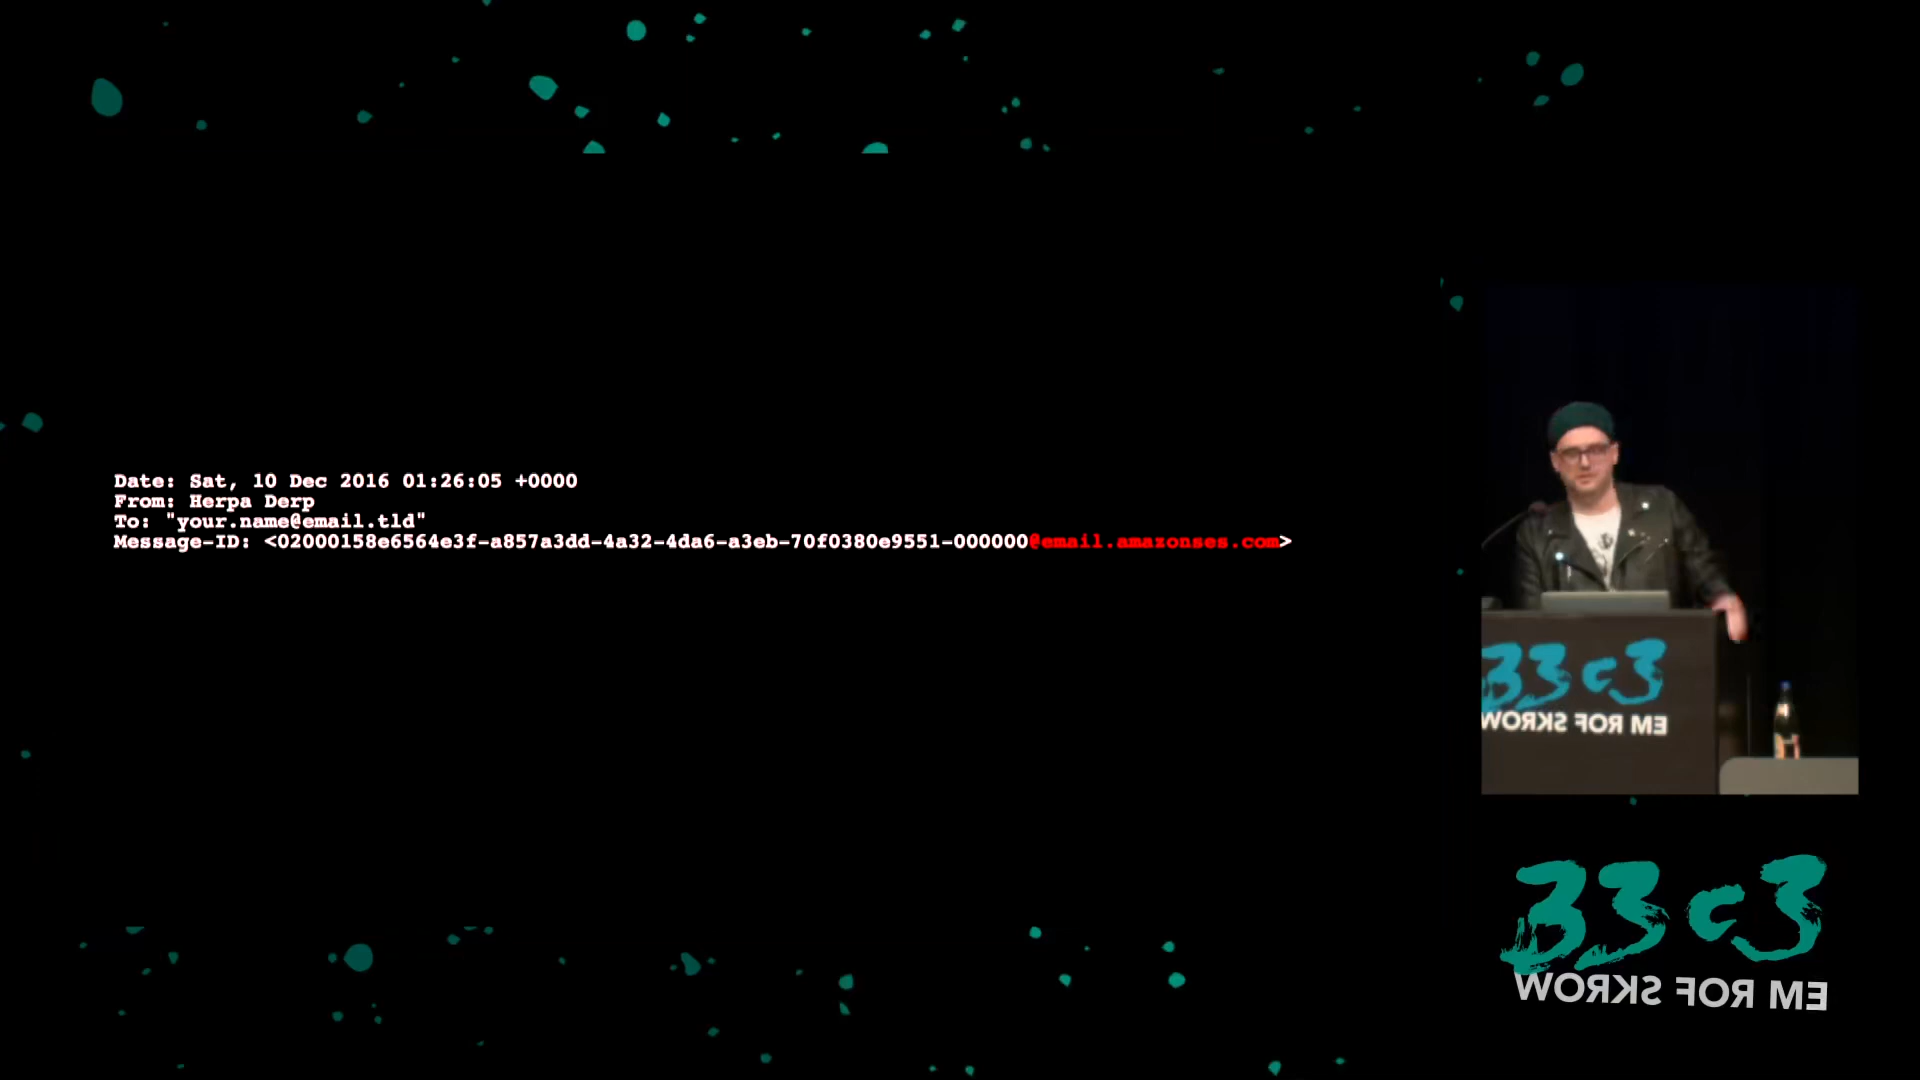 Date: Sat, 10 Dec 2016 01:26:05 +0000
From: Herpa Derp
To: "your.name@email.tld"
Message-ID: <02000158e6564e3f-a857a3dd-4a32-4da6-a3eb-70f0380e9551-000000@email.amazonses.com>
33c3
WORKS FOR ME
33c3
WORKS FOR ME